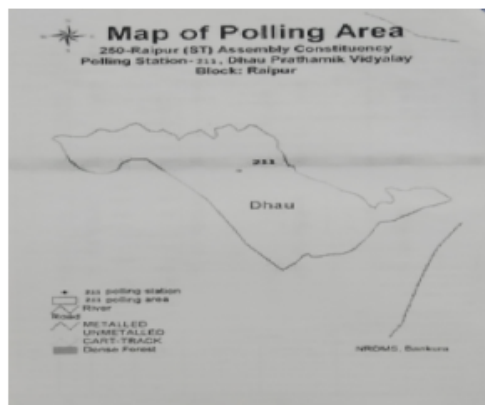 Map of Polling Area
250-Raipur (ST) Assembly Constituency
Polling Station- 211, Dhau Prathamik Vidyalay
Block: Raipur
211
Dhau
211 polling station
211 polling area
River
Road
METALLED
UNMETALLED
CART-TRACK
Dense Forest
NRDMS, Bankura